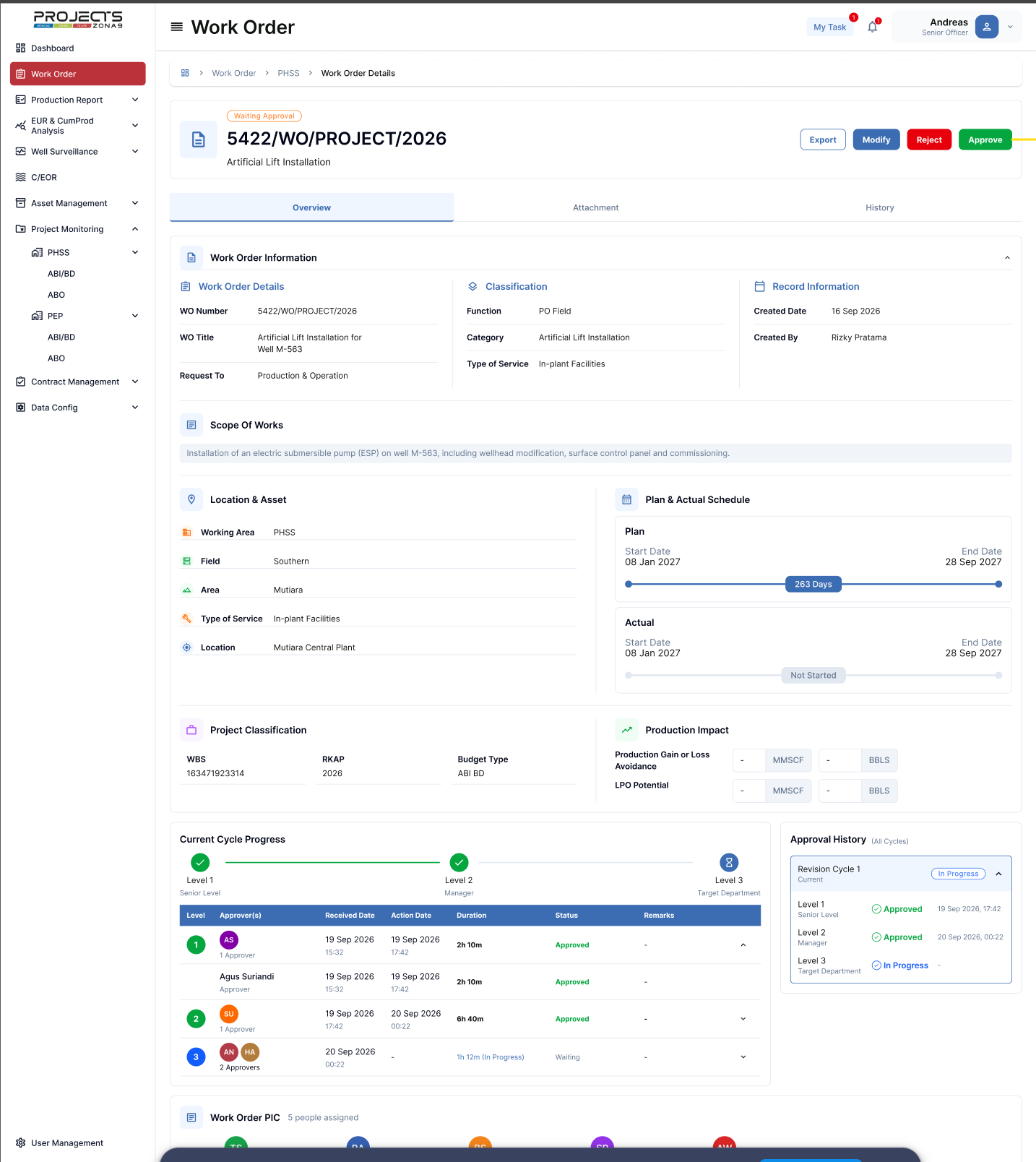 PROJECTS
ZONA9
Dashboard
Work Order
Production Report
EUR & CumProd
Analysis
Well Surveillance
C/EOR
Asset Management
Project Monitoring
PHSS
ABI/BD
ABO
PEP
ABI/BD
ABO
Contract Management
Data Config
User Management
Work Order
My Task
Andreas
Senior Officer
Work Order > PHSS > Work Order Details
Waiting Approval
5422/WO/PROJECT/2026
Artificial Lift Installation
Export Modify Reject Approve
Overview Attachment History
Work Order Information
Work Order Details
WO Number 5422/WO/PROJECT/2026
WO Title Artificial Lift Installation for
Well M-563
Request To Production & Operation
Classification
Function PO Field
Category Artificial Lift Installation
Type of Service In-plant Facilities
Record Information
Created Date 16 Sep 2026
Created By Rizky Pratama
Scope Of Works
Installation of an electric submersible pump (ESP) on well M-563, including wellhead modification, surface control panel and commissioning.
Location & Asset
Working Area PHSS
Field Southern
Area Mutiara
Type of Service In-plant Facilities
Location Mutiara Central Plant
Plan & Actual Schedule
Plan
Start Date End Date
08 Jan 2027 28 Sep 2027
263 Days
Actual
Start Date End Date
08 Jan 2027 28 Sep 2027
Not Started
Project Classification
WBS RKAP Budget Type
163471923314 2026 ABI BD
Production Impact
Production Gain or Loss
Avoidance
- MMSCF - BBLS
LPO Potential - MMSCF - BBLS
Current Cycle Progress
Level 1 Level 2 Level 3
Senior Level Manager Target Department
Level Approver(s) Received Date Action Date Duration Status Remarks
1 AS 19 Sep 2026 19 Sep 2026 2h 10m Approved -
1 Approver 15:32 17:42
Agus Suriandi 19 Sep 2026 19 Sep 2026 2h 10m Approved -
Approver 15:32 17:42
2 SU 19 Sep 2026 20 Sep 2026 6h 40m Approved -
1 Approver 17:42 00:22
3 AN HA 20 Sep 2026 - 1h 12m (In Progress) Waiting -
2 Approvers 00:22
Approval History (All Cycles)
Revision Cycle 1 In Progress
Current
Level 1 Approved 19 Sep 2026, 17:42
Senior Level
Level 2 Approved 20 Sep 2026, 00:22
Manager
Level 3 In Progress -
Target Department
Work Order PIC 5 people assigned